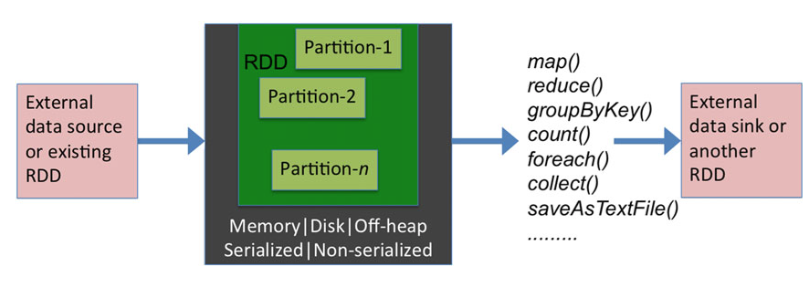 External
data source
or existing
RDD
RDD
Partition-1
Partition-2
Partition-n
Memory|Disk|Off-heap
Serialized|Non-serialized
map()
reduce()
groupByKey()
count()
foreach()
collect()
saveAsTextFile()
.........
External
data sink or
another
RDD